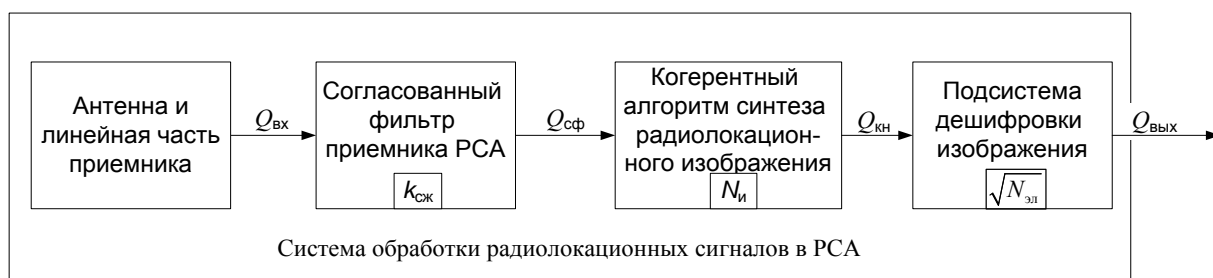 Антенна и
линейная часть
приемника
Qвх
Согласованный
фильтр
приемника РСА
kсж
Qсф
Когерентный
алгоритм синтеза
радиолокацион-
ного изображения
Nи
Qкн
Подсистема
дешифровки
изображения
√Nэл
Qвых
Система обработки радиолокационных сигналов в РСА